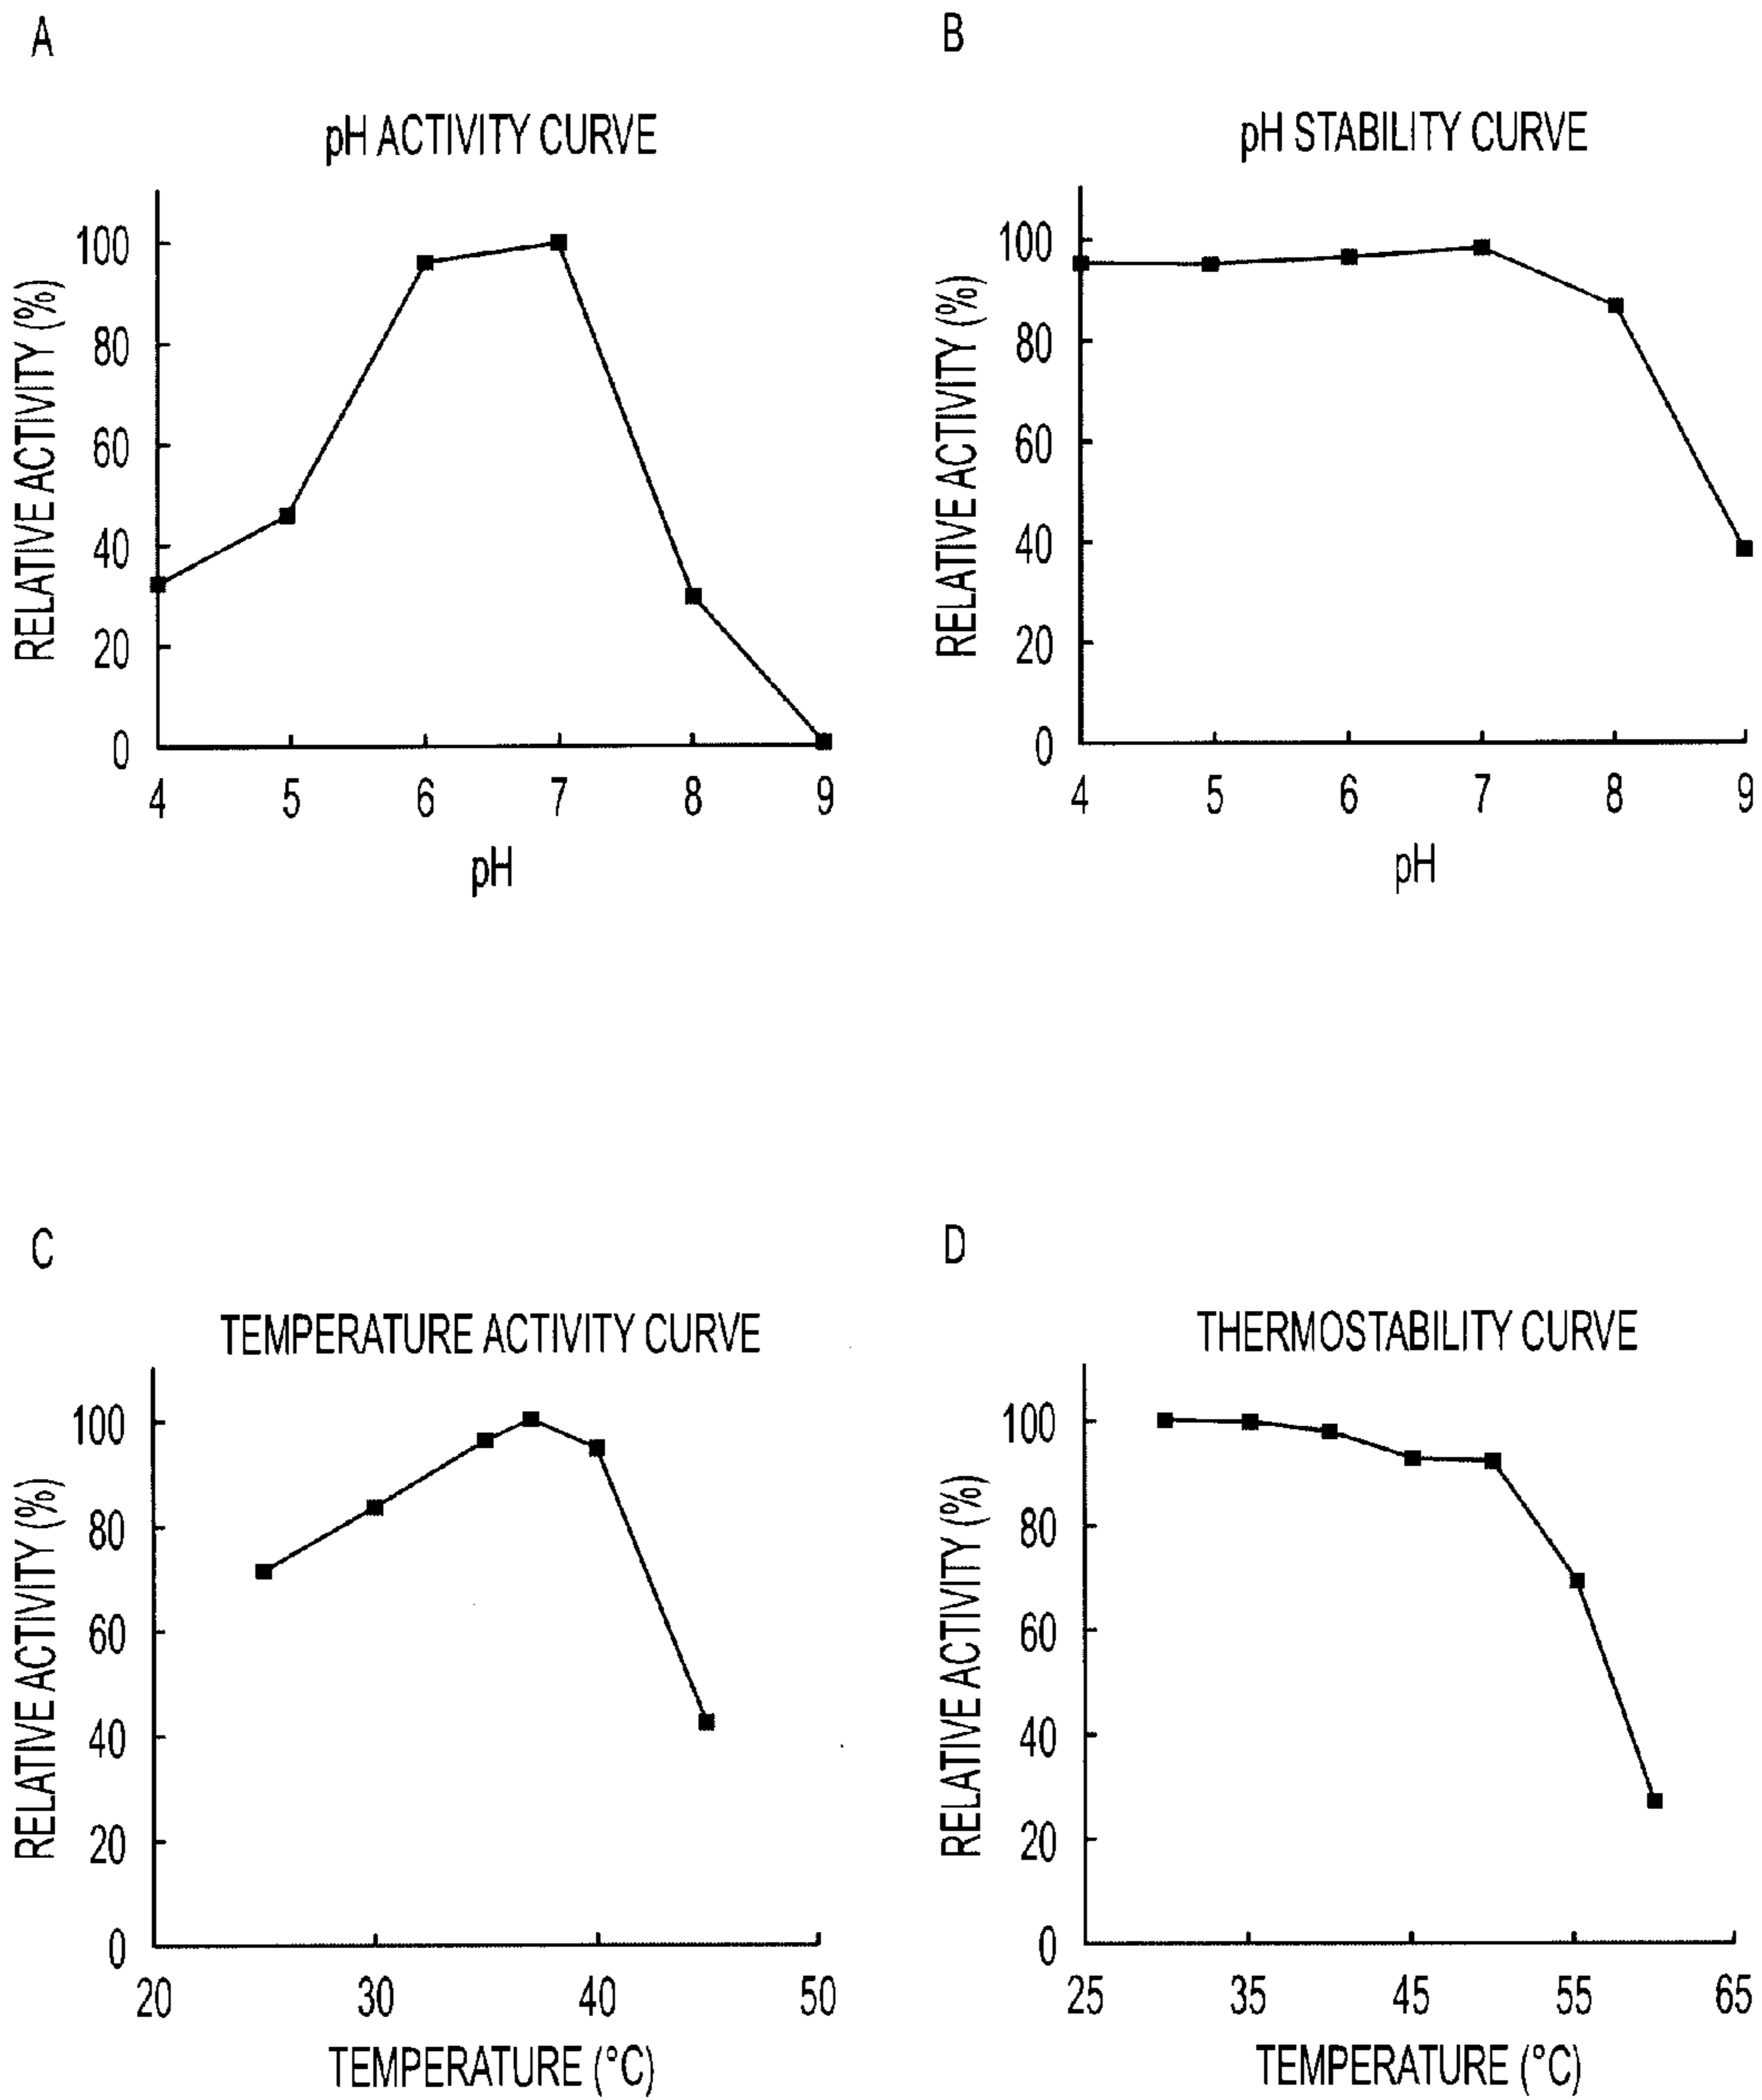 A
pH ACTIVITY CURVE
RELATIVE ACTIVITY (%)
100
80
60
40
20
0
4 5 6 7 8 9
pH
B
pH STABILITY CURVE
RELATIVE ACTIVITY (%)
100
80
60
40
20
0
4 5 6 7 8 9
pH
C
TEMPERATURE ACTIVITY CURVE
RELATIVE ACTIVITY (%)
100
80
60
40
20
0
20 30 40 50
TEMPERATURE (°C)
D
THERMOSTABILITY CURVE
RELATIVE ACTIVITY (%)
100
80
60
40
20
0
25 35 45 55 65
TEMPERATURE (°C)